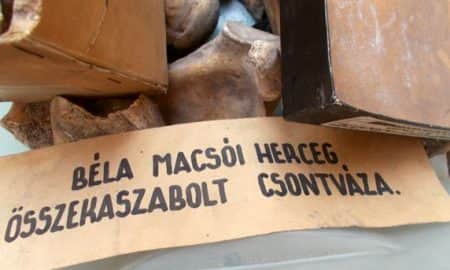 BÉLA MACSÓI HERCEG
ÖSSZEKASZABOLT CSONTVÁZA.